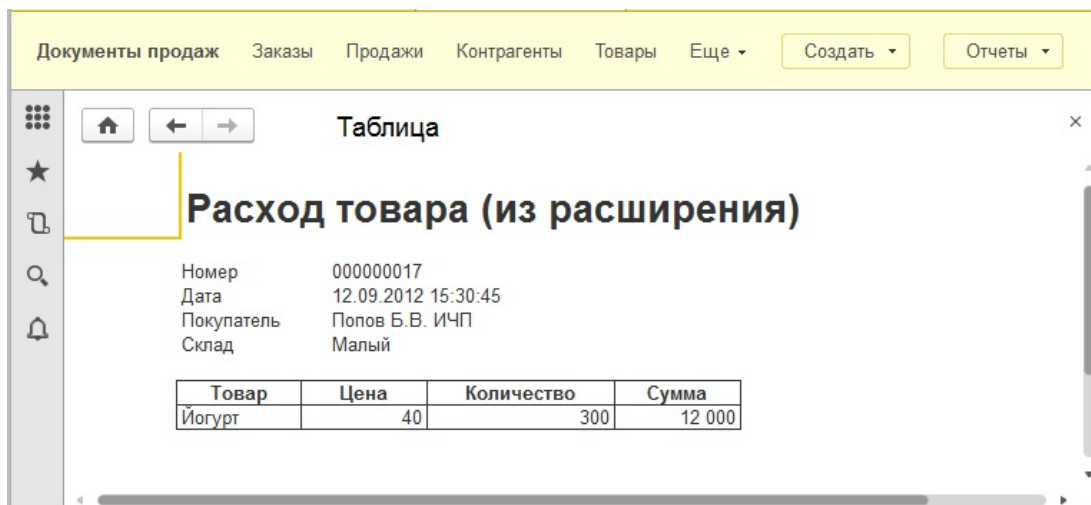 Документы продаж Заказы Продажи Контрагенты Товары Еще Создать Отчеты
Таблица
Расход товара (из расширения)
Номер 000000017
Дата 12.09.2012 15:30:45
Покупатель Попов Б.В. ИЧП
Склад Малый
Товар Цена Количество Сумма
Йогурт 40 300 12 000